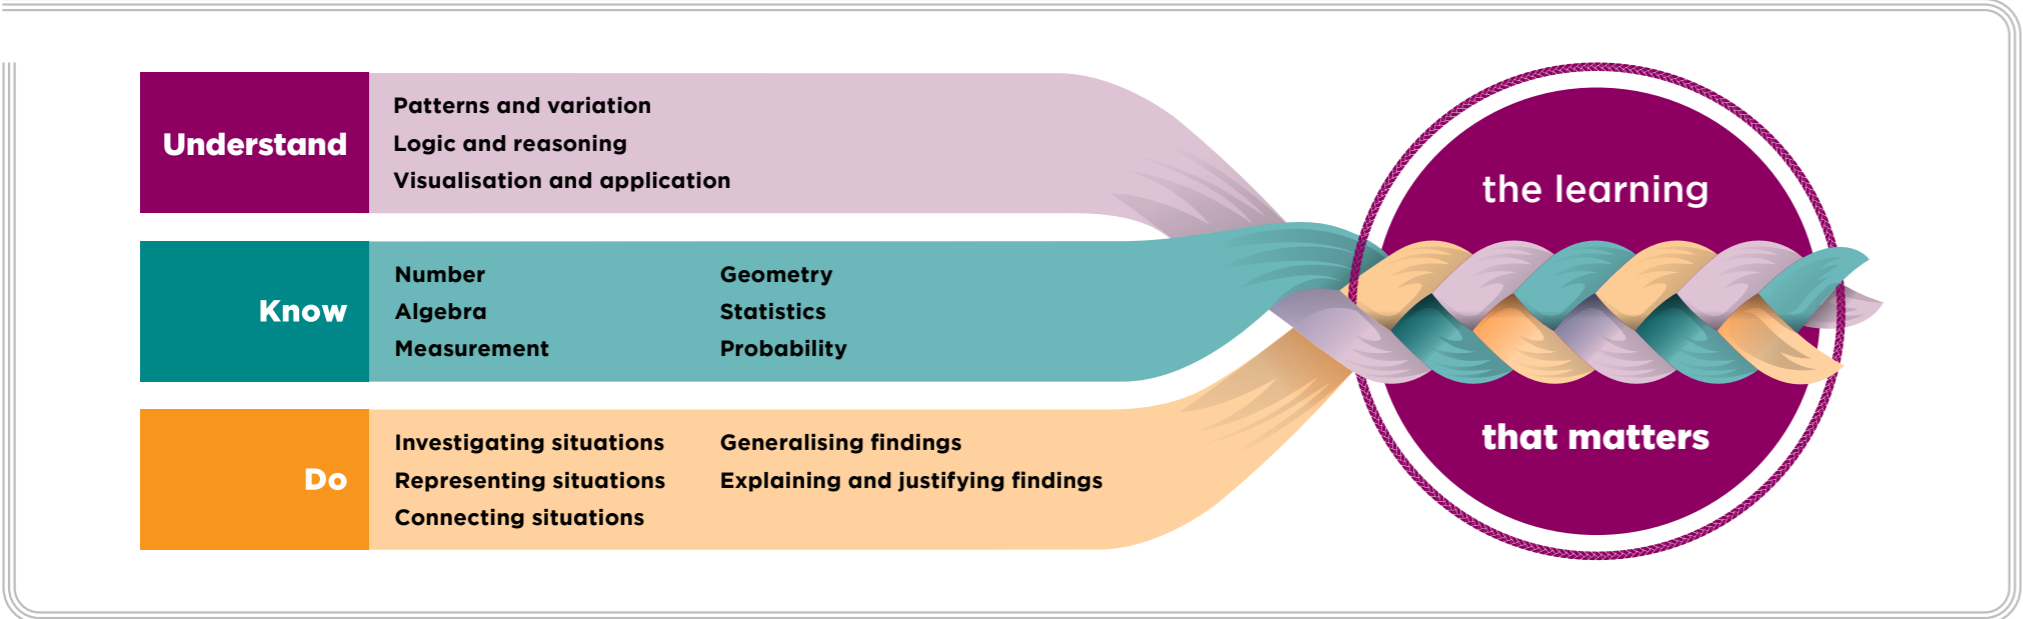 Understand
Patterns and variation
Logic and reasoning
Visualisation and application
Know
Number
Algebra
Measurement
Geometry
Statistics
Probability
Do
Investigating situations
Representing situations
Connecting situations
Generalising findings
Explaining and justifying findings
the learning
that matters